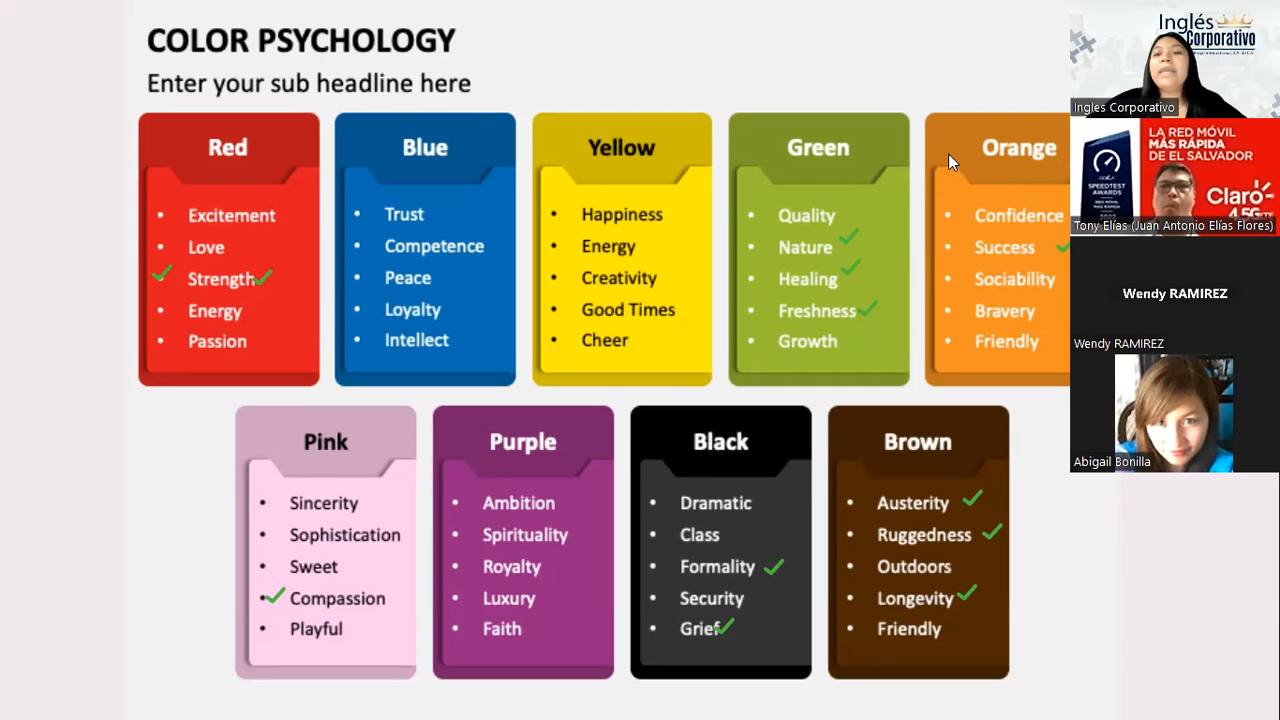 COLOR PSYCHOLOGY
Enter your sub headline here
Red
• Excitement
• Love
• Strength
• Energy
• Passion
Blue
• Trust
• Competence
• Peace
• Loyalty
• Intellect
Yellow
• Happiness
• Energy
• Creativity
• Good Times
• Cheer
Green
• Quality
• Nature
• Healing
• Freshness
• Growth
Orange
• Confidence
• Success
• Sociability
• Bravery
• Friendly
Pink
• Sincerity
• Sophistication
• Sweet
• Compassion
• Playful
Purple
• Ambition
• Spirituality
• Royalty
• Luxury
• Faith
Black
• Dramatic
• Class
• Formality
• Security
• Grief
Brown
• Austerity
• Ruggedness
• Outdoors
• Longevity
• Friendly
Inglés
Corporativo
Ingles Corporativo
LA RED MÓVIL
MÁS RÁPIDA
DE EL SALVADOR
SPEEDTEST
AWARDS
Claro
4.5G
Tony Elías (Juan Antonio Elías Flores)
Wendy RAMIREZ
Wendy RAMIREZ
Abigail Bonilla